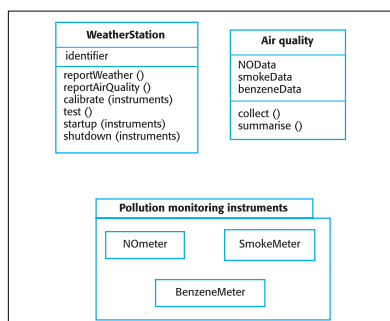 WeatherStation
identifier
reportWeather ()
reportAirQuality ()
calibrate (instruments)
test ()
startup (instruments)
shutdown (instruments)
Air quality
NOData
smokeData
benzeneData
collect ()
summarise ()
Pollution monitoring instruments
NOmeter
SmokeMeter
BenzeneMeter